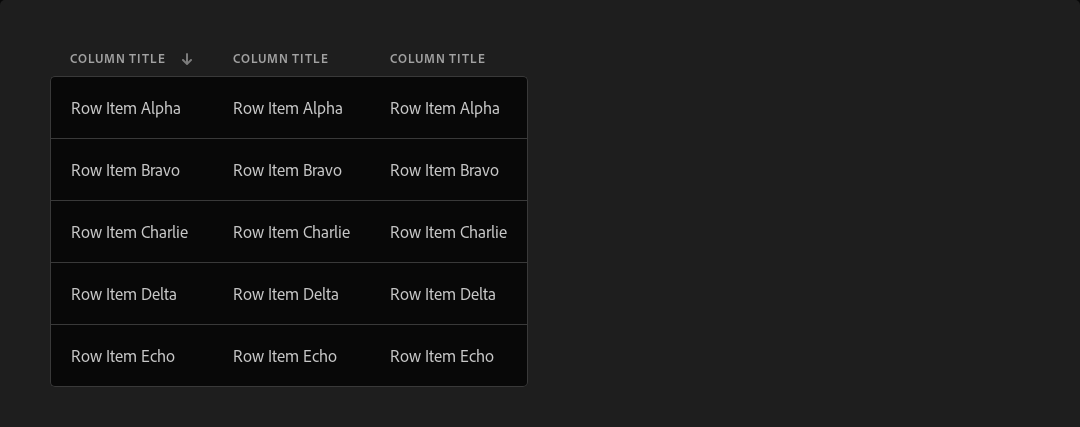 COLUMN TITLE COLUMN TITLE COLUMN TITLE
Row Item Alpha Row Item Alpha Row Item Alpha
Row Item Bravo Row Item Bravo Row Item Bravo
Row Item Charlie Row Item Charlie Row Item Charlie
Row Item Delta Row Item Delta Row Item Delta
Row Item Echo Row Item Echo Row Item Echo